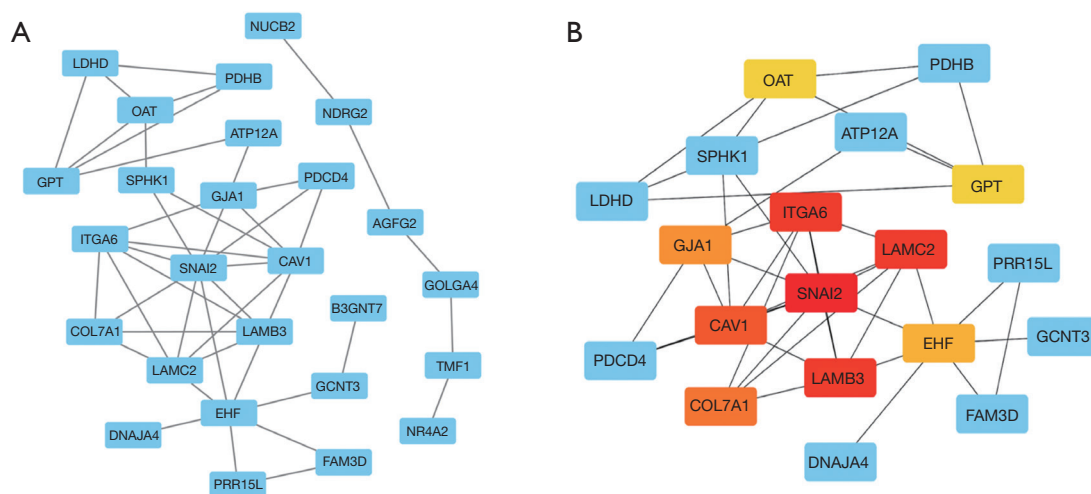 A
NUCB2
LDHD
PDHB
OAT
NDRG2
ATP12A
GPT
SPHK1
PDCD4
GJA1
AGFG2
ITGA6
CAV1
SNAI2
GOLGA4
B3GNT7
COL7A1
LAMB3
TMF1
LAMC2
GCNT3
EHF
NR4A2
DNAJA4
FAM3D
PRR15L
B
PDHB
OAT
ATP12A
SPHK1
GPT
LDHD
ITGA6
GJA1
LAMC2
PRR15L
SNAI2
CAV1
EHF
GCNT3
PDCD4
LAMB3
COL7A1
FAM3D
DNAJA4